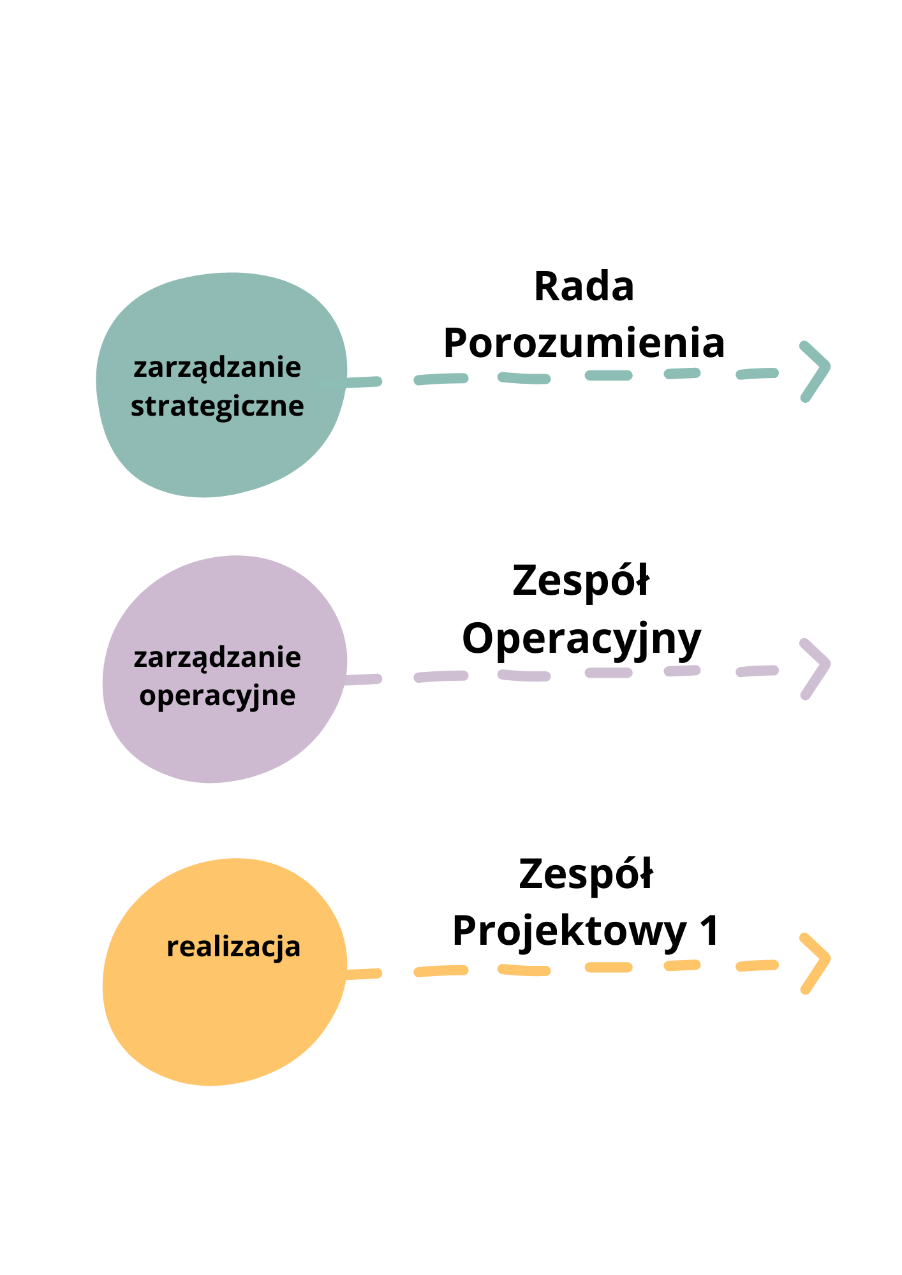 Rada
Porozumienia
zarządzanie
strategiczne
Zespół
Operacyjny
zarządzanie
operacyjne
Zespół
Projektowy 1
realizacja